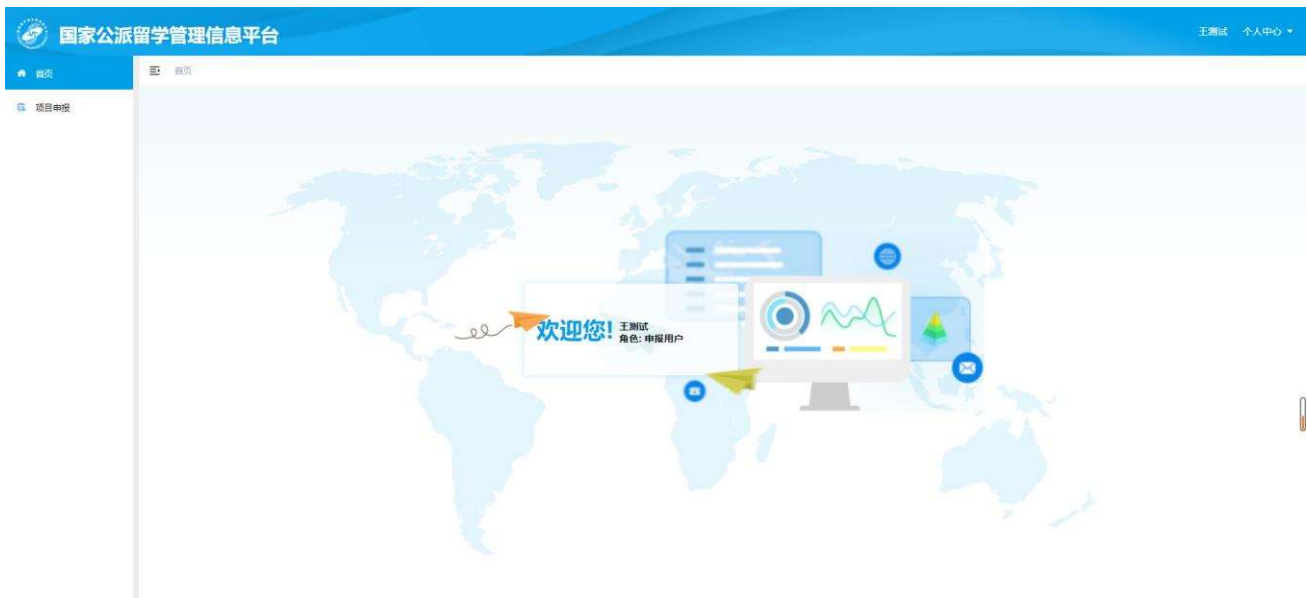 国家公派留学管理信息平台
王测试 个人中心
首页
首页
项目申报
欢迎您!
王测试
角色: 申报用户